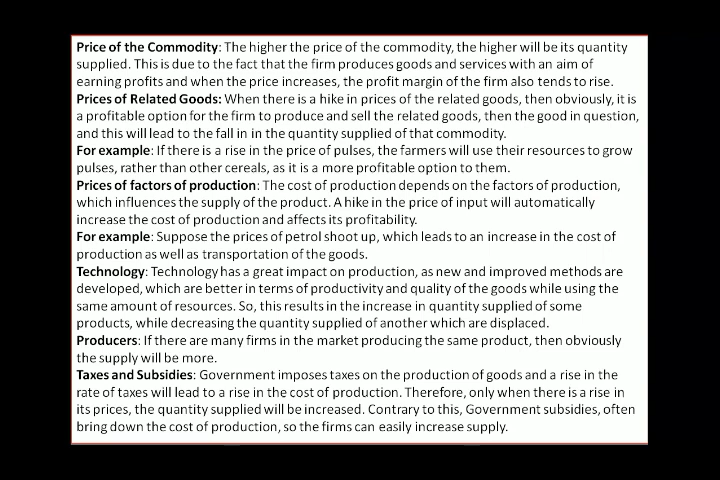 Price of the Commodity: The higher the price of the commodity, the higher will be its quantity
supplied. This is due to the fact that the firm produces goods and services with an aim of
earning profits and when the price increases, the profit margin of the firm also tends to rise.
Prices of Related Goods: When there is a hike in prices of the related goods, then obviously, it is
a profitable option for the firm to produce and sell the related goods, then the good in question,
and this will lead to the fall in in the quantity supplied of that commodity.
For example: If there is a rise in the price of pulses, the farmers will use their resources to grow
pulses, rather than other cereals, as it is a more profitable option to them.
Prices of factors of production: The cost of production depends on the factors of production,
which influences the supply of the product. A hike in the price of input will automatically
increase the cost of production and affects its profitability.
For example: Suppose the prices of petrol shoot up, which leads to an increase in the cost of
production as well as transportation of the goods.
Technology: Technology has a great impact on production, as new and improved methods are
developed, which are better in terms of productivity and quality of the goods while using the
same amount of resources. So, this results in the increase in quantity supplied of some
products, while decreasing the quantity supplied of another which are displaced.
Producers: If there are many firms in the market producing the same product, then obviously
the supply will be more.
Taxes and Subsidies: Government imposes taxes on the production of goods and a rise in the
rate of taxes will lead to a rise in the cost of production. Therefore, only when there is a rise in
its prices, the quantity supplied will be increased. Contrary to this, Government subsidies, often
bring down the cost of production, so the firms can easily increase supply.